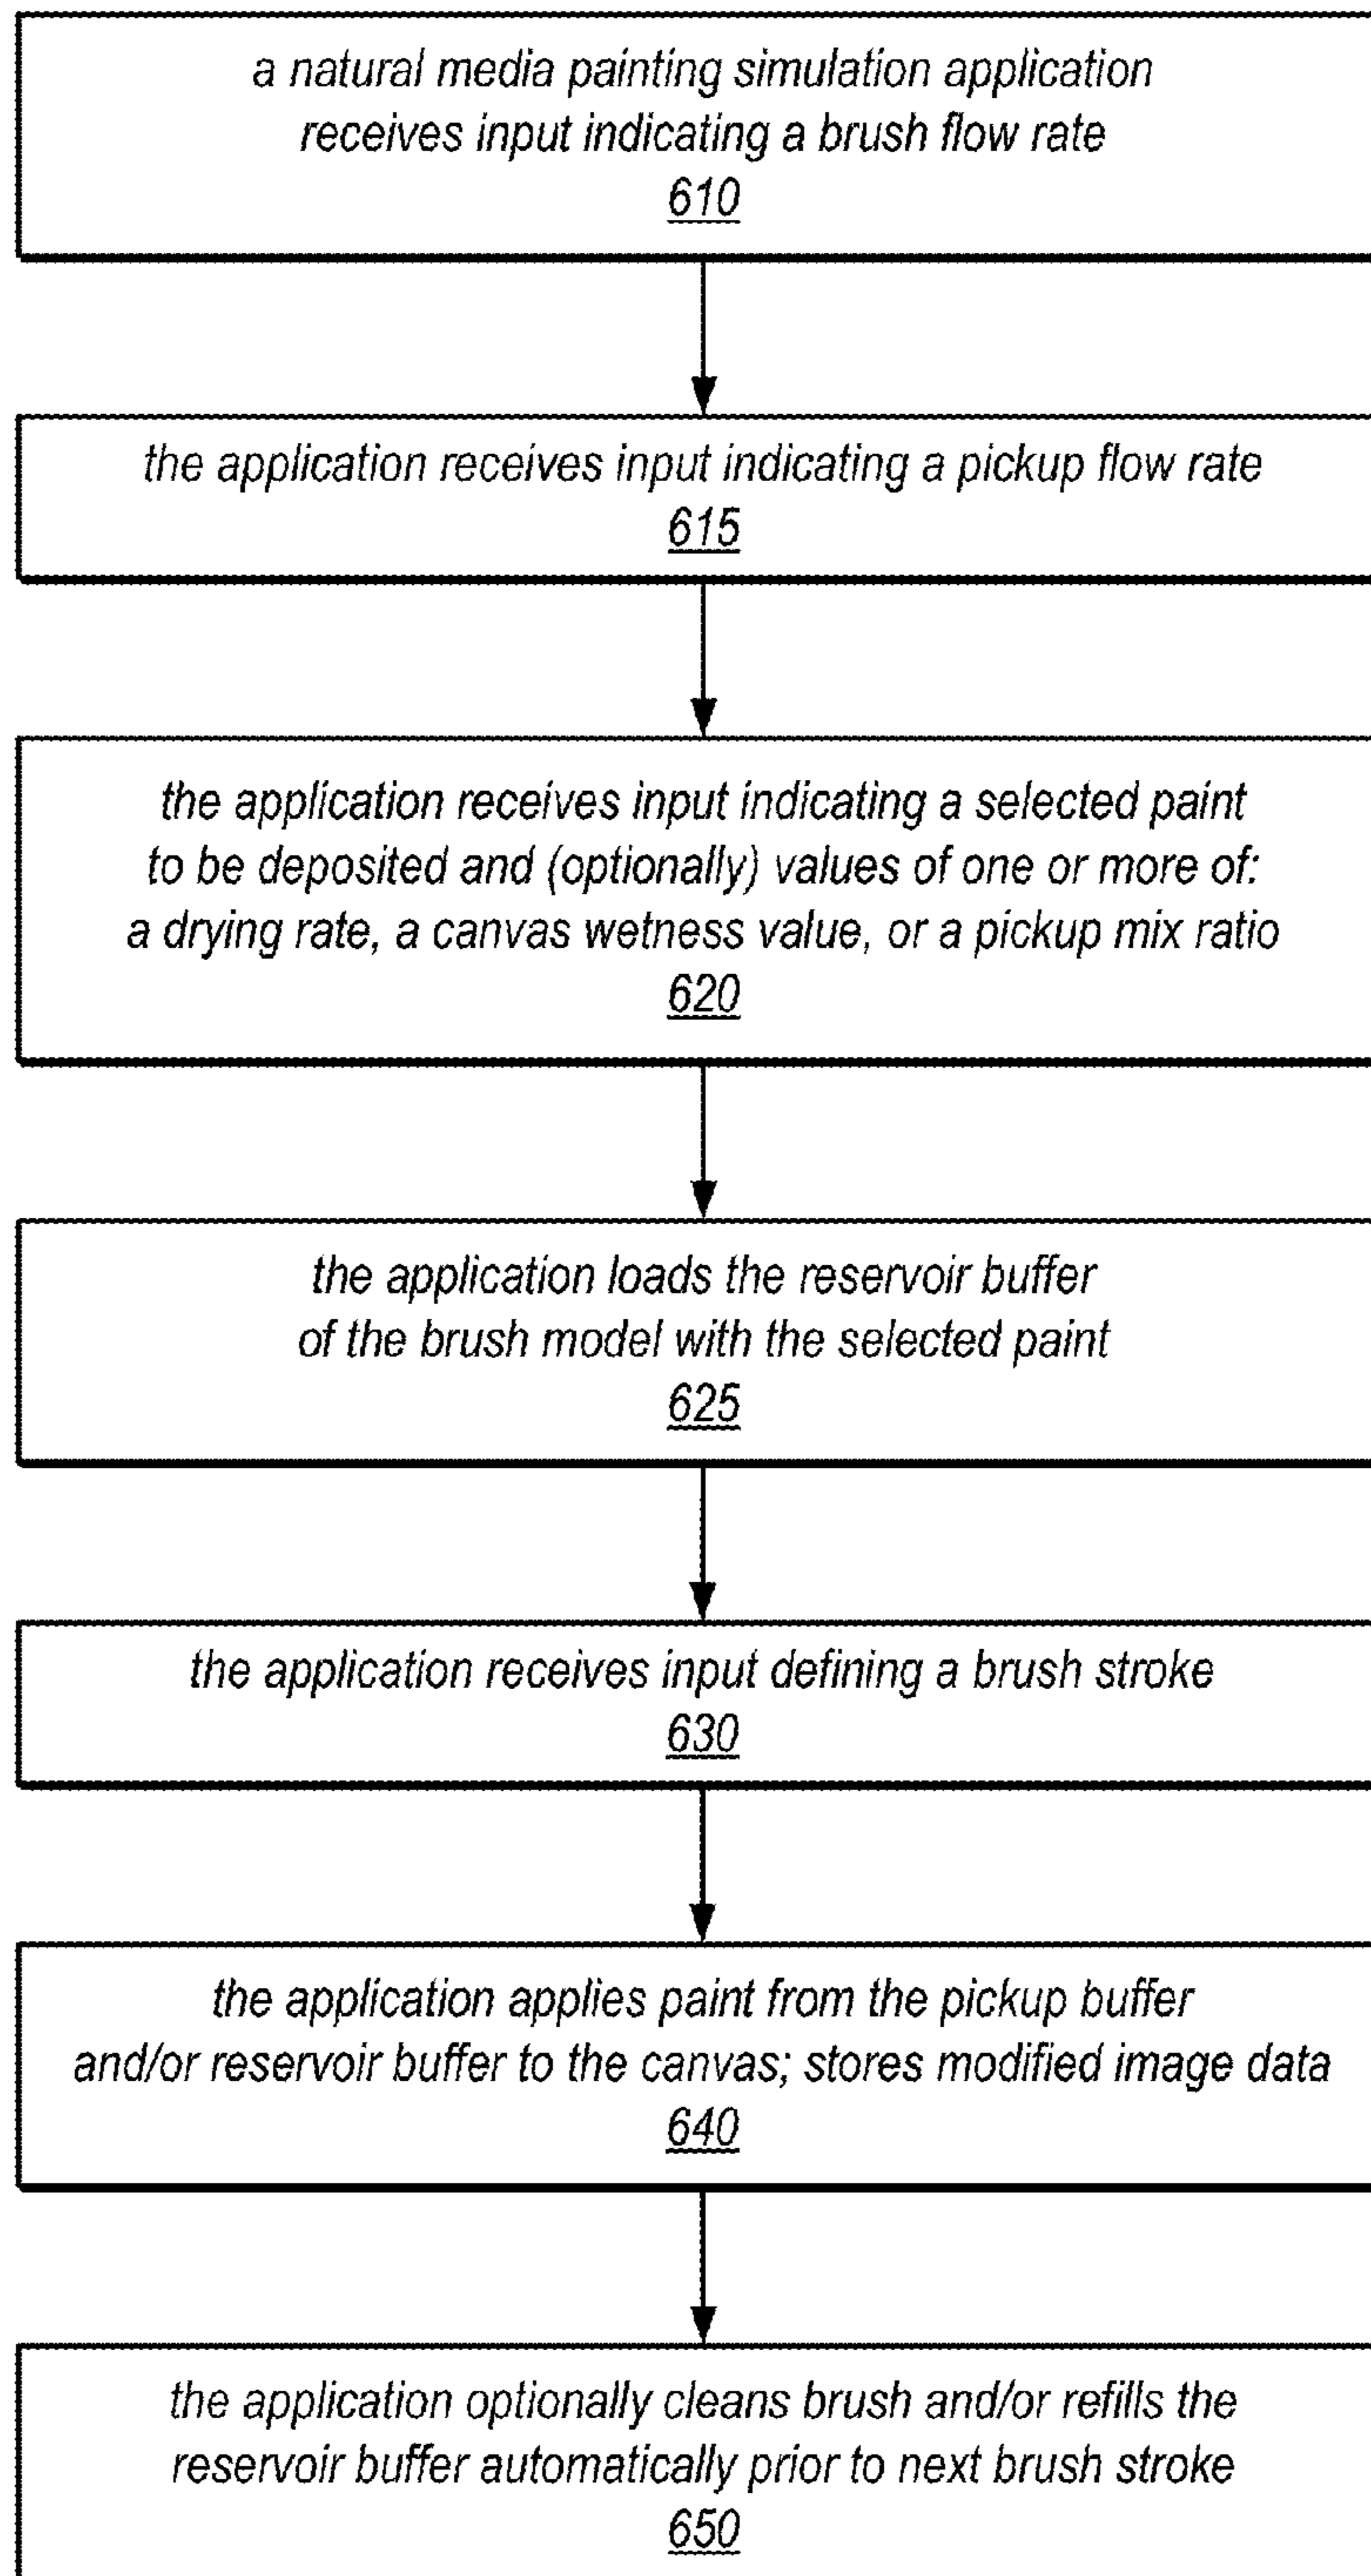 a natural media painting simulation application
receives input indicating a brush flow rate
610
the application receives input indicating a pickup flow rate
615
the application receives input indicating a selected paint
to be deposited and (optionally) values of one or more of:
a drying rate, a canvas wetness value, or a pickup mix ratio
620
the application loads the reservoir buffer
of the brush model with the selected paint
625
the application receives input defining a brush stroke
630
the application applies paint from the pickup buffer
and/or reservoir buffer to the canvas; stores modified image data
640
the application optionally cleans brush and/or refills the
reservoir buffer automatically prior to next brush stroke
650